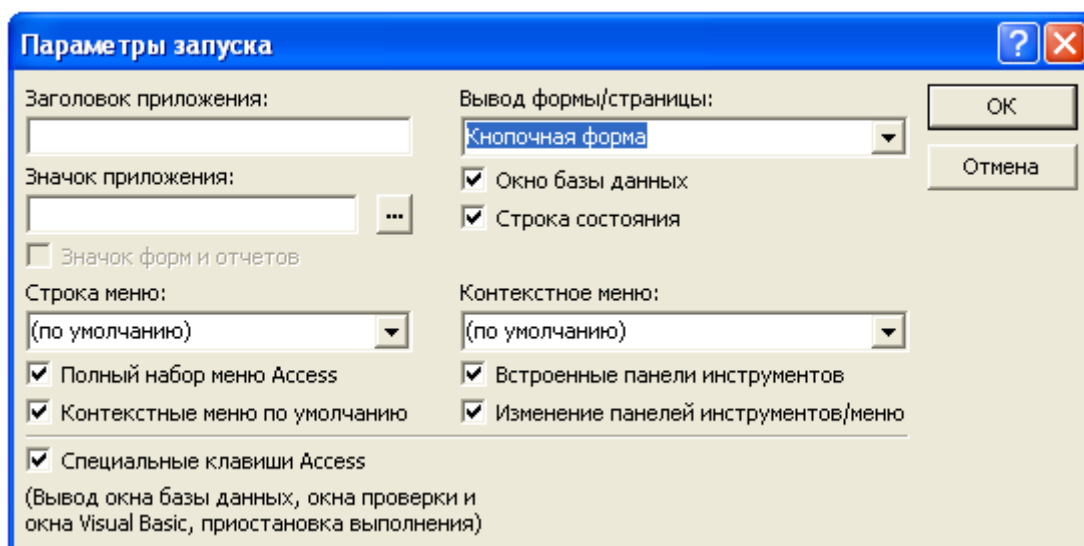 Параметры запуска
Заголовок приложения:
Вывод формы/страницы:
ОК
Кнопочная форма
Отмена
Значок приложения:
Окно базы данных
...
Строка состояния
Значок форм и отчетов
Строка меню:
Контекстное меню:
(по умолчанию)
(по умолчанию)
Полный набор меню Access
Встроенные панели инструментов
Контекстные меню по умолчанию
Изменение панелей инструментов/меню
Специальные клавиши Access
(Вывод окна базы данных, окна проверки и
окна Visual Basic, приостановка выполнения)